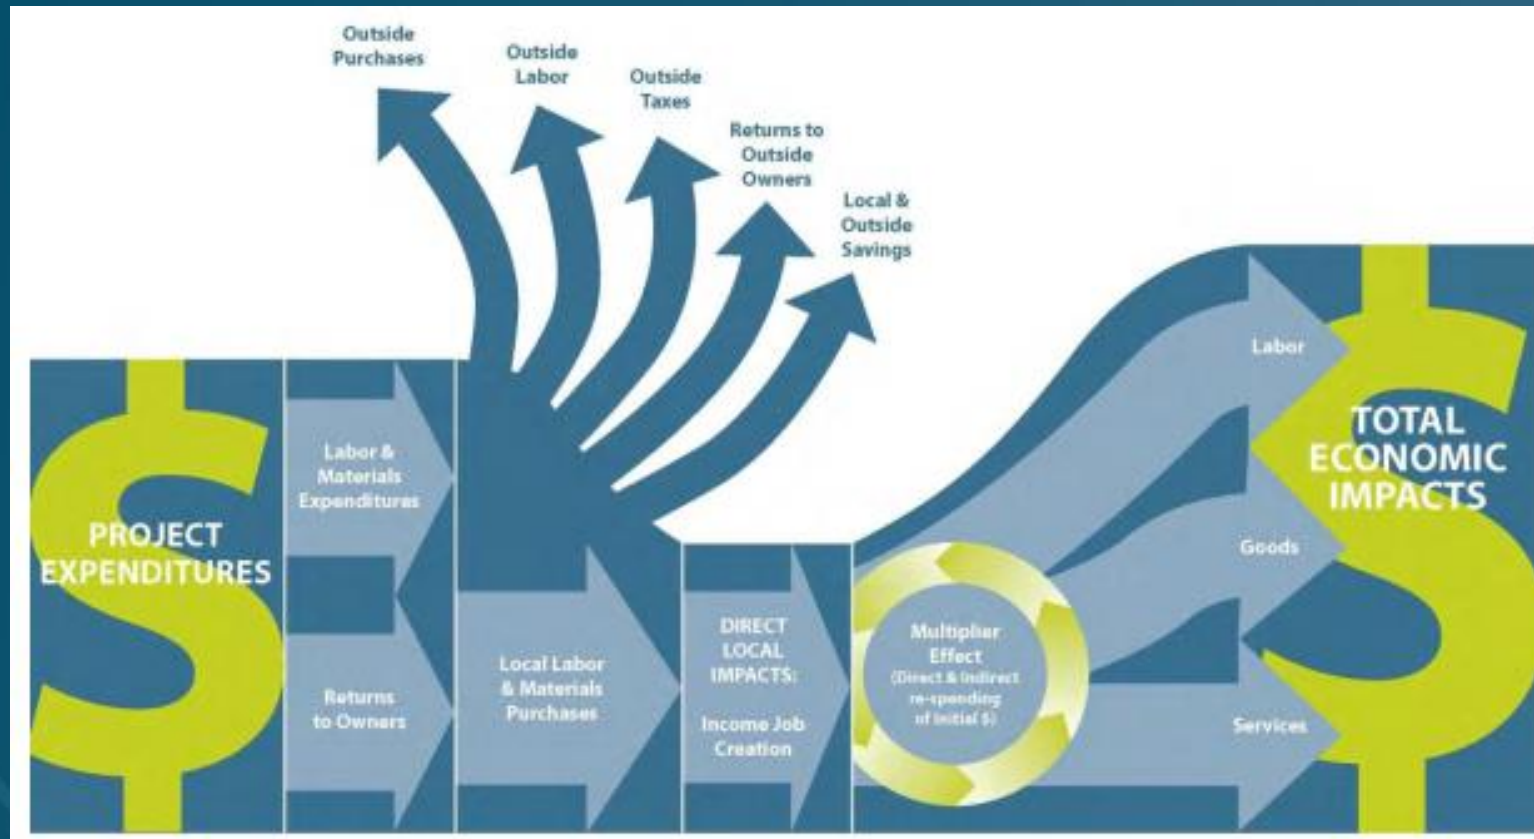 Outside
Purchases
Outside
Labor
Outside
Taxes
Returns to
Outside
Owners
Local &
Outside
Savings
PROJECT
EXPENDITURES
Labor &
Materials
Expenditures
Returns
to Owners
Local Labor
& Materials
Purchases
DIRECT
LOCAL
IMPACTS:
Income Job
Creation
Multiplier
Effect
(Direct & Indirect
re-spending
of Initial $)
Labor
Goods
Services
TOTAL
ECONOMIC
IMPACTS